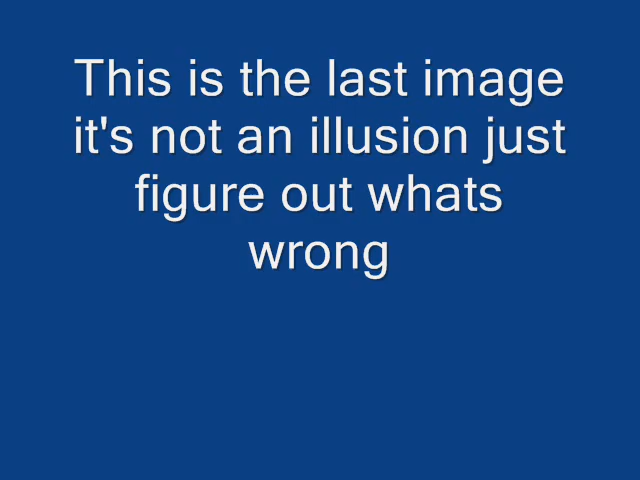 This is the last image
it's not an illusion just
figure out whats
wrong